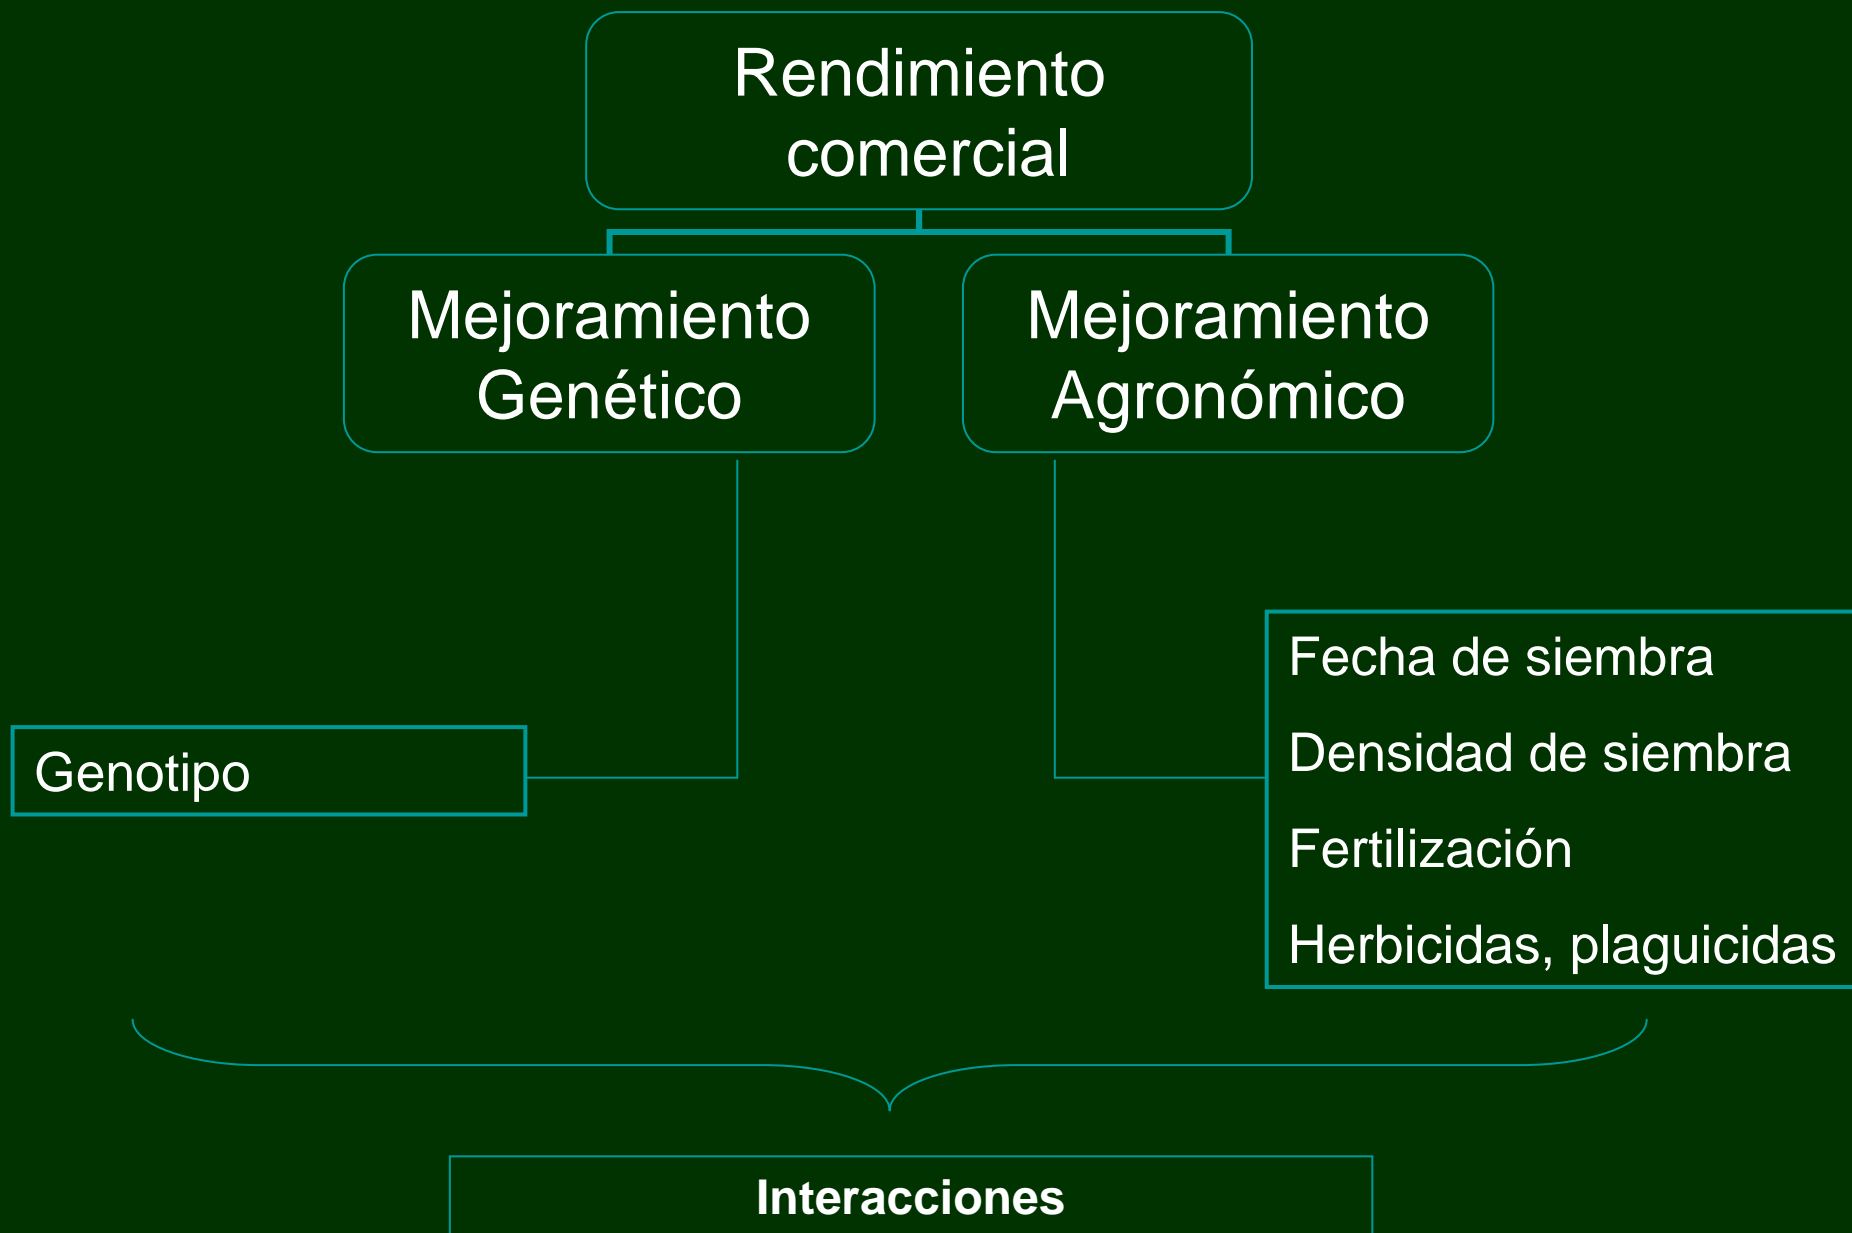 Rendimiento
comercial
Mejoramiento
Genético
Mejoramiento
Agronómico
Genotipo
Fecha de siembra
Densidad de siembra
Fertilización
Herbicidas, plaguicidas
Interacciones